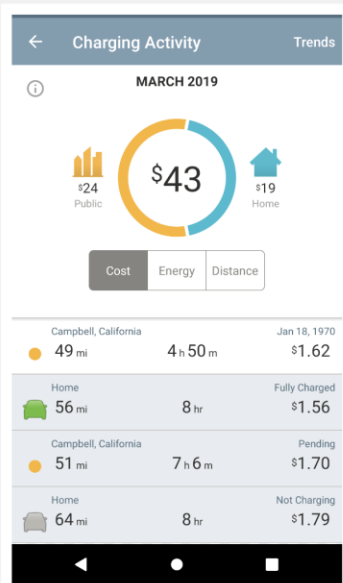 Charging Activity Trends
MARCH 2019
$43
$24
Public
$19
Home
Cost Energy Distance
Campbell, California Jan 18, 1970
49 mi 4 h 50 m $1.62
Home Fully Charged
56 mi 8 hr $1.56
Campbell, California Pending
51 mi 7 h 6 m $1.70
Home Not Charging
64 mi 8 hr $1.79